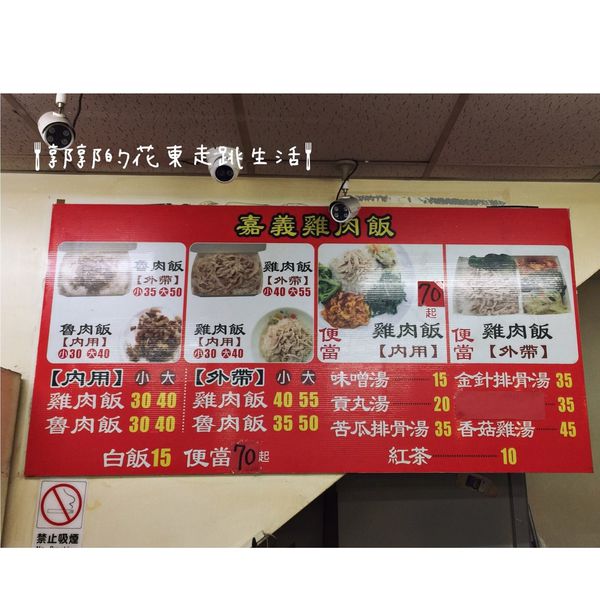 郭郭的花東走跳生活
嘉義雞肉飯
魯肉飯
【外帶】
小35大50
雞肉飯
【外帶】
小40大55
魯肉飯
【內用】
小30大40
雞肉飯
【內用】
小30大40
便當
70起
雞肉飯
【內用】
便當
雞肉飯
【外帶】
【內用】小 大
雞肉飯 30 40
魯肉飯 30 40
【外帶】小 大
雞肉飯 40 55
魯肉飯 35 50
味噌湯 15
貢丸湯 20
苦瓜排骨湯 35
金針排骨湯 35
35
香菇雞湯 45
白飯15 便當70起
紅茶 10
禁止吸煙